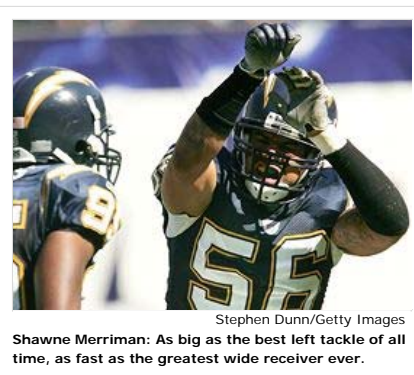 8
56
Stephen Dunn/Getty Images
Shawne Merriman: As big as the best left tackle of all
time, as fast as the greatest wide receiver ever.